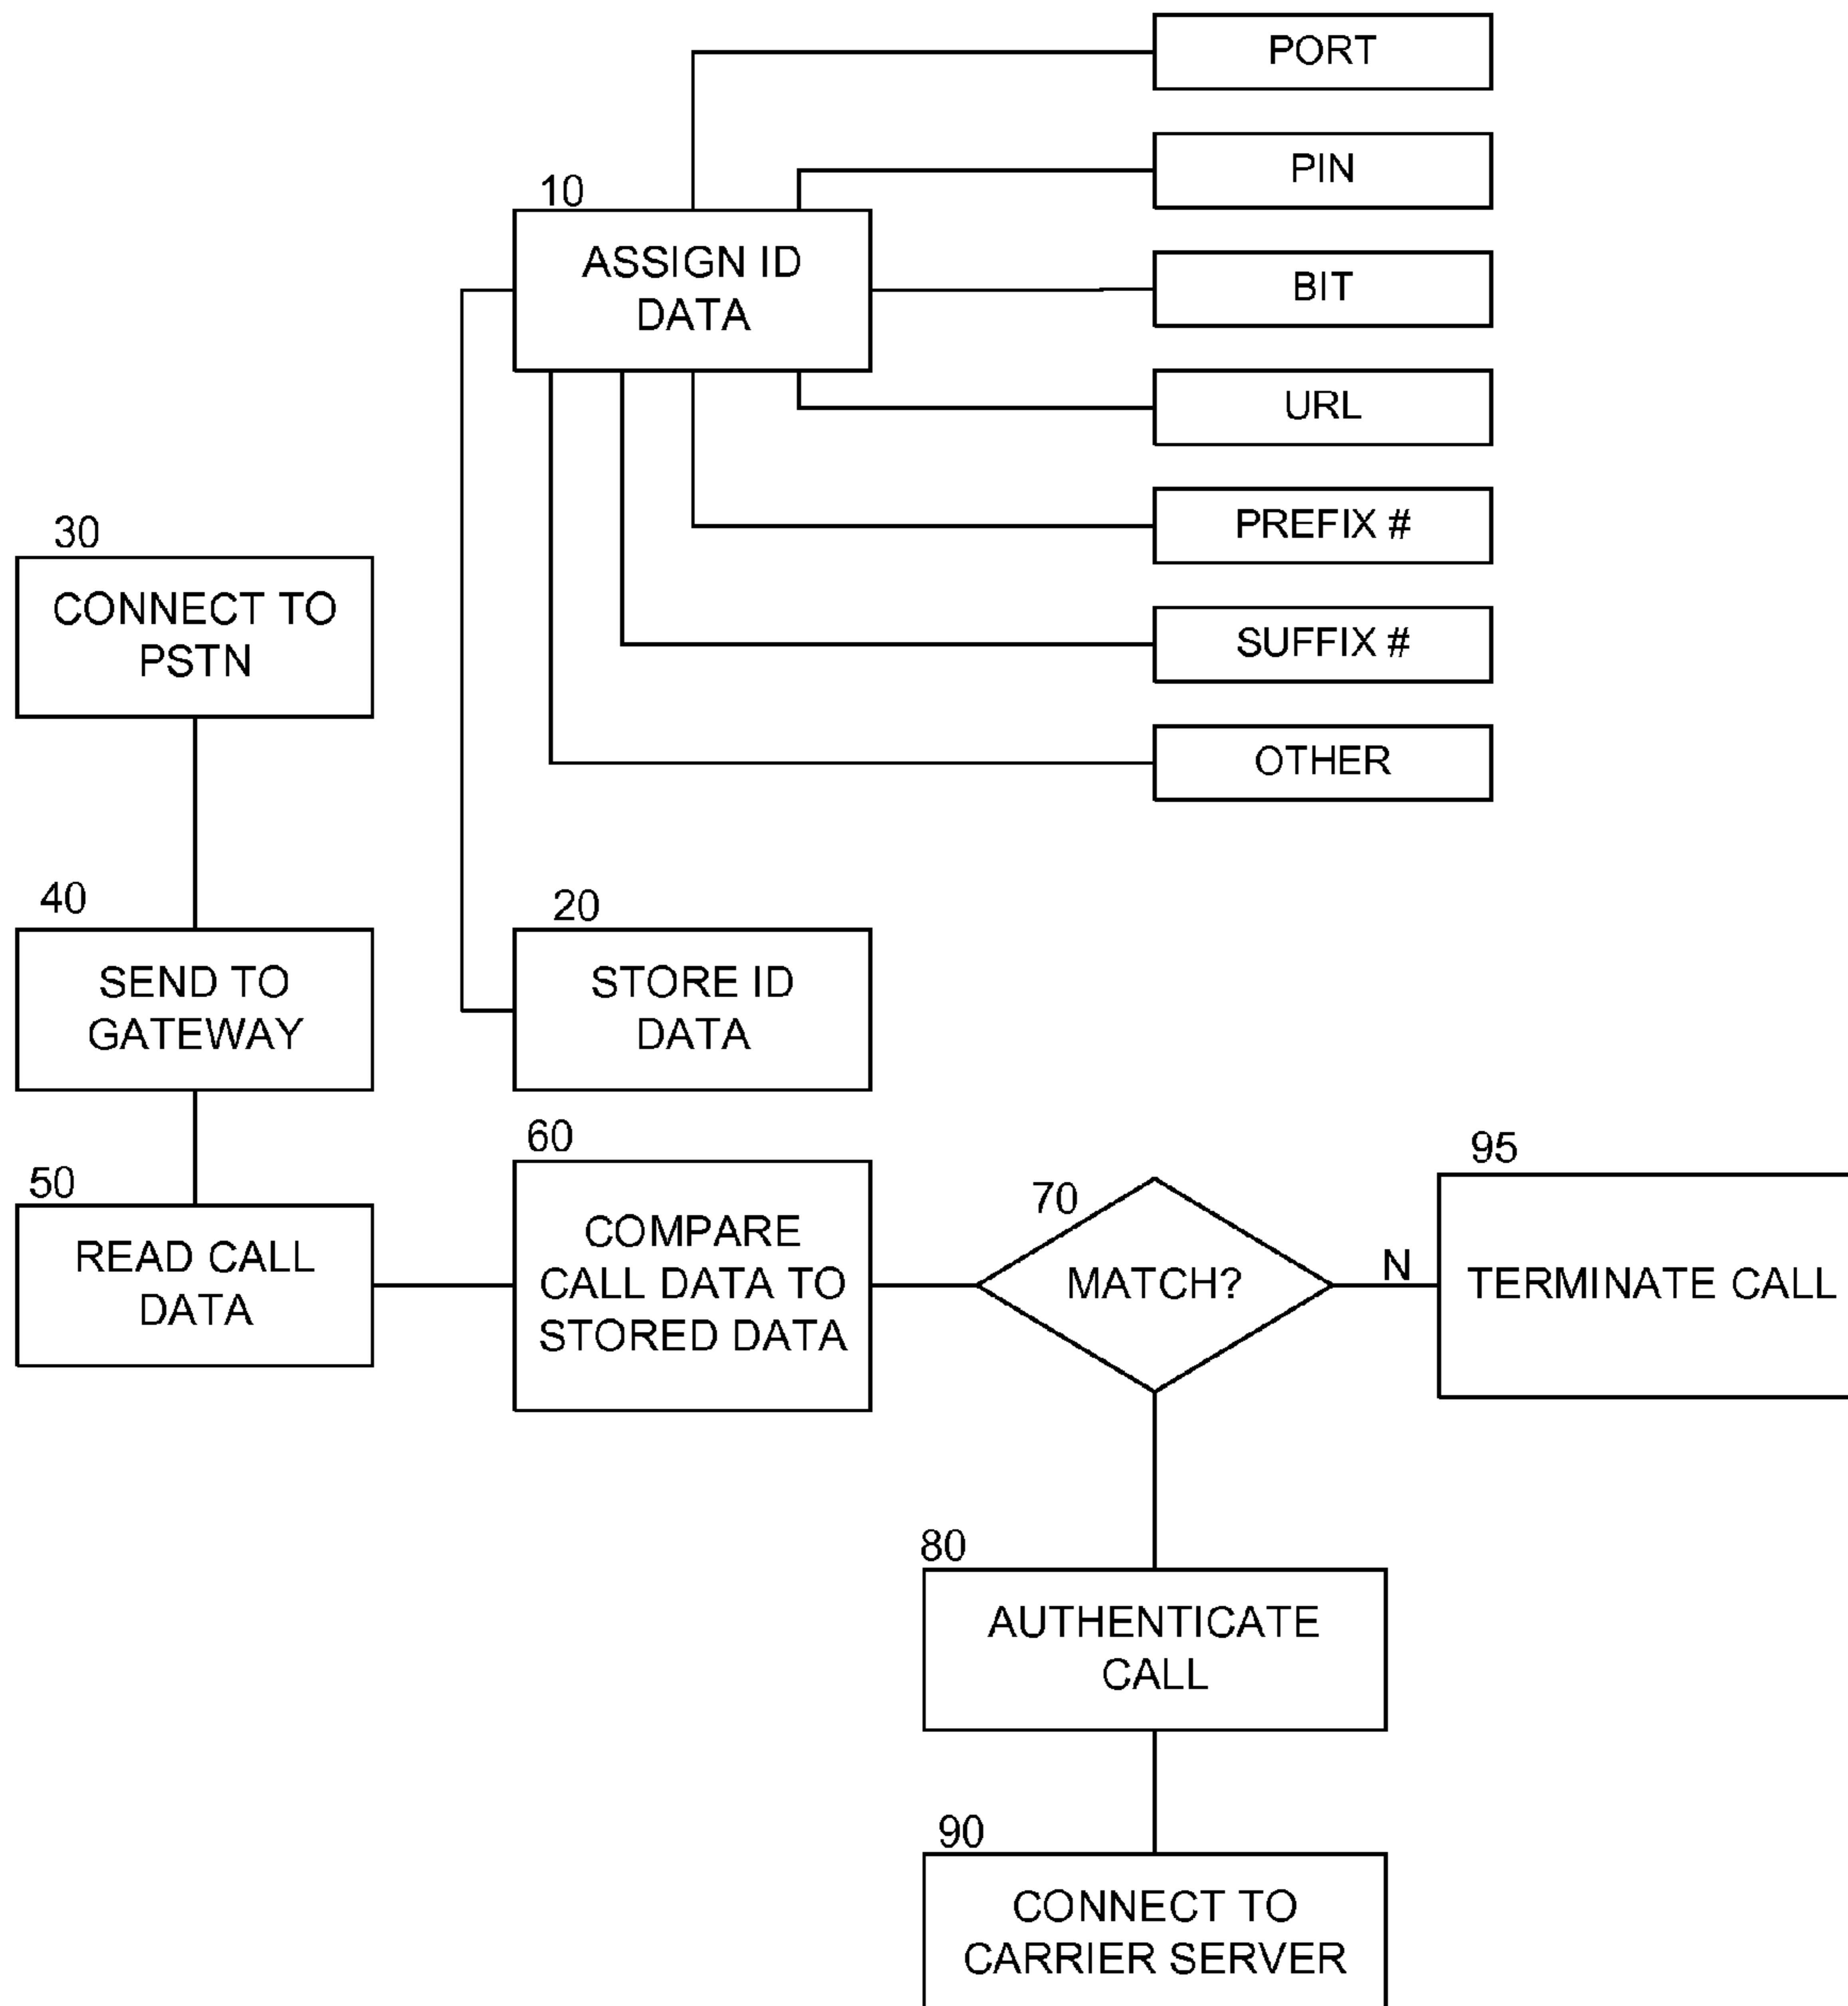 PORT
PIN
10
ASSIGN ID
DATA
BIT
URL
PREFIX #
SUFFIX #
OTHER
30
CONNECT TO
PSTN
40
SEND TO
GATEWAY
20
STORE ID
DATA
50
READ CALL
DATA
60
COMPARE
CALL DATA TO
STORED DATA
70
MATCH?
N
95
TERMINATE CALL
80
AUTHENTICATE
CALL
90
CONNECT TO
CARRIER SERVER